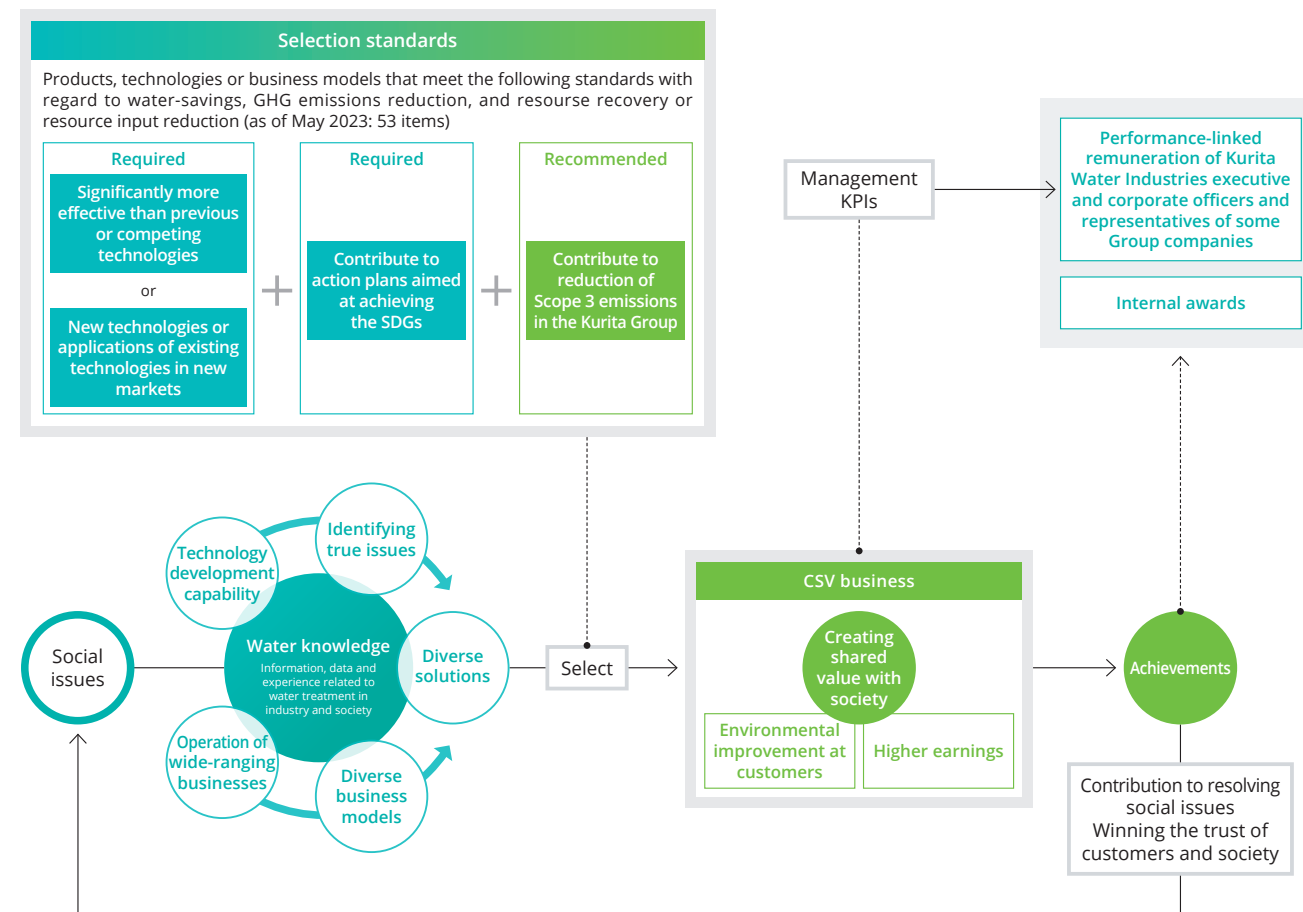 Selection standards
Products, technologies or business models that meet the following standards with
regard to water-savings, GHG emissions reduction, and resourse recovery or
resource input reduction (as of May 2023: 53 items)
Required
Significantly more
effective than previous
or competing
technologies
or
New technologies or
applications of existing
technologies in new
markets
Required
Contribute to
action plans aimed
at achieving
the SDGs
Recommended
Contribute to
reduction of
Scope 3 emissions
in the Kurita Group
Management
KPIs
Performance-linked
remuneration of Kurita
Water Industries executive
and corporate officers and
representatives of some
Group companies
Internal awards
Social
issues
Technology
development
capability
Identifying
true issues
Water knowledge
Information, data and
experience related to
water treatment in
industry and society
Diverse
solutions
Operation of
wide-ranging
businesses
Diverse
business
models
Select
CSV business
Creating
shared
value with
society
Environmental
improvement at
customers
Higher earnings
Achievements
Contribution to resolving
social issues
Winning the trust of
customers and society